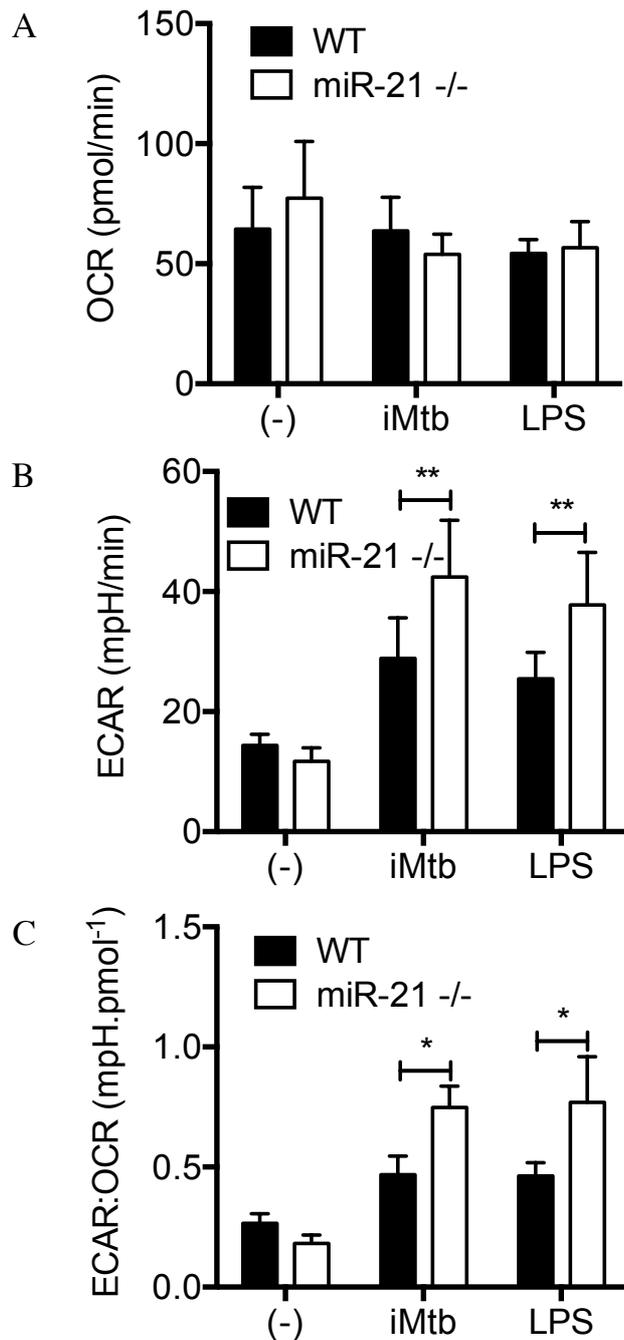 A
OCR (pmol/min)
150
100
50
0
WT
miR-21 -/-
(-) iMtb LPS
B
ECAR (mpH/min)
60
40
20
0
WT
miR-21 -/-
** **
(-) iMtb LPS
C
ECAR:OCR (mpH.pmol⁻¹)
1.5
1.0
0.5
0.0
WT
miR-21 -/-
* *
(-) iMtb LPS